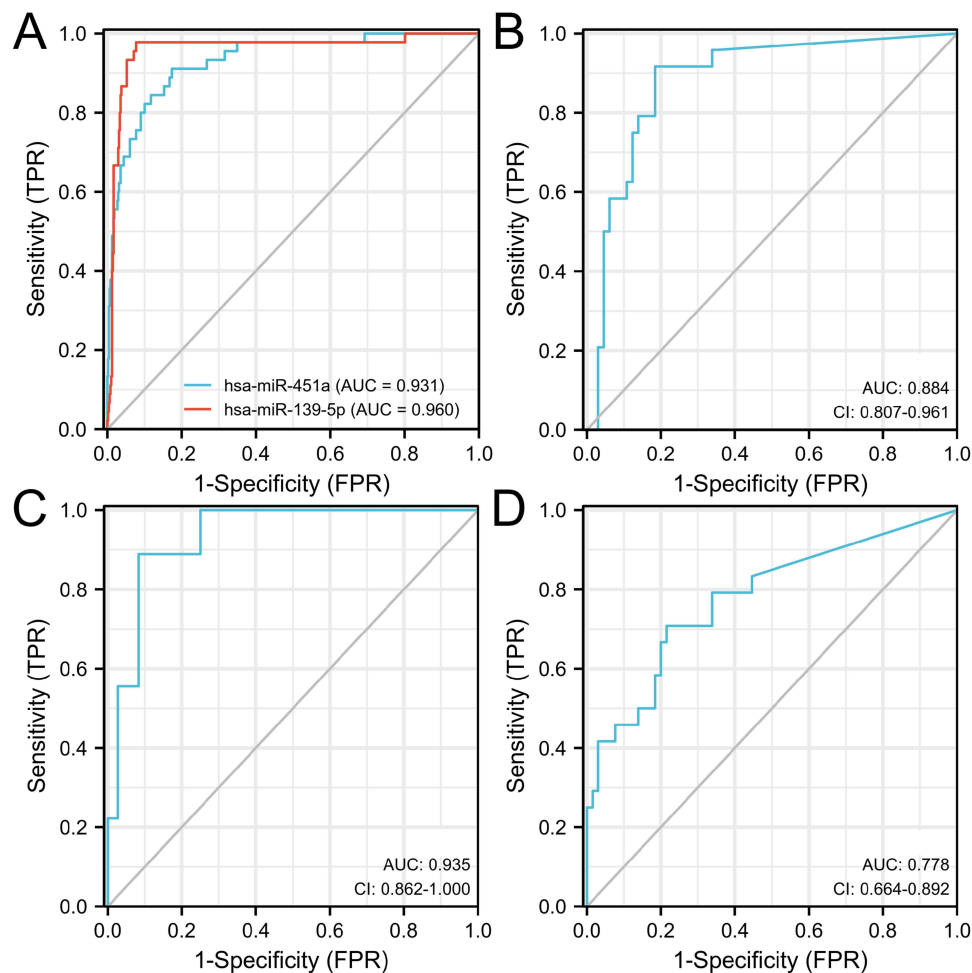 A
Sensitivity (TPR)
1.0
0.8
0.6
0.4
0.2
0.0
hsa-miR-451a (AUC = 0.931)
hsa-miR-139-5p (AUC = 0.960)
0.0 0.2 0.4 0.6 0.8 1.0
1-Specificity (FPR)
B
Sensitivity (TPR)
1.0
0.8
0.6
0.4
0.2
0.0
AUC: 0.884
CI: 0.807-0.961
0.0 0.2 0.4 0.6 0.8 1.0
1-Specificity (FPR)
C
Sensitivity (TPR)
1.0
0.8
0.6
0.4
0.2
0.0
AUC: 0.935
CI: 0.862-1.000
0.0 0.2 0.4 0.6 0.8 1.0
1-Specificity (FPR)
D
Sensitivity (TPR)
1.0
0.8
0.6
0.4
0.2
0.0
AUC: 0.778
CI: 0.664-0.892
0.0 0.2 0.4 0.6 0.8 1.0
1-Specificity (FPR)